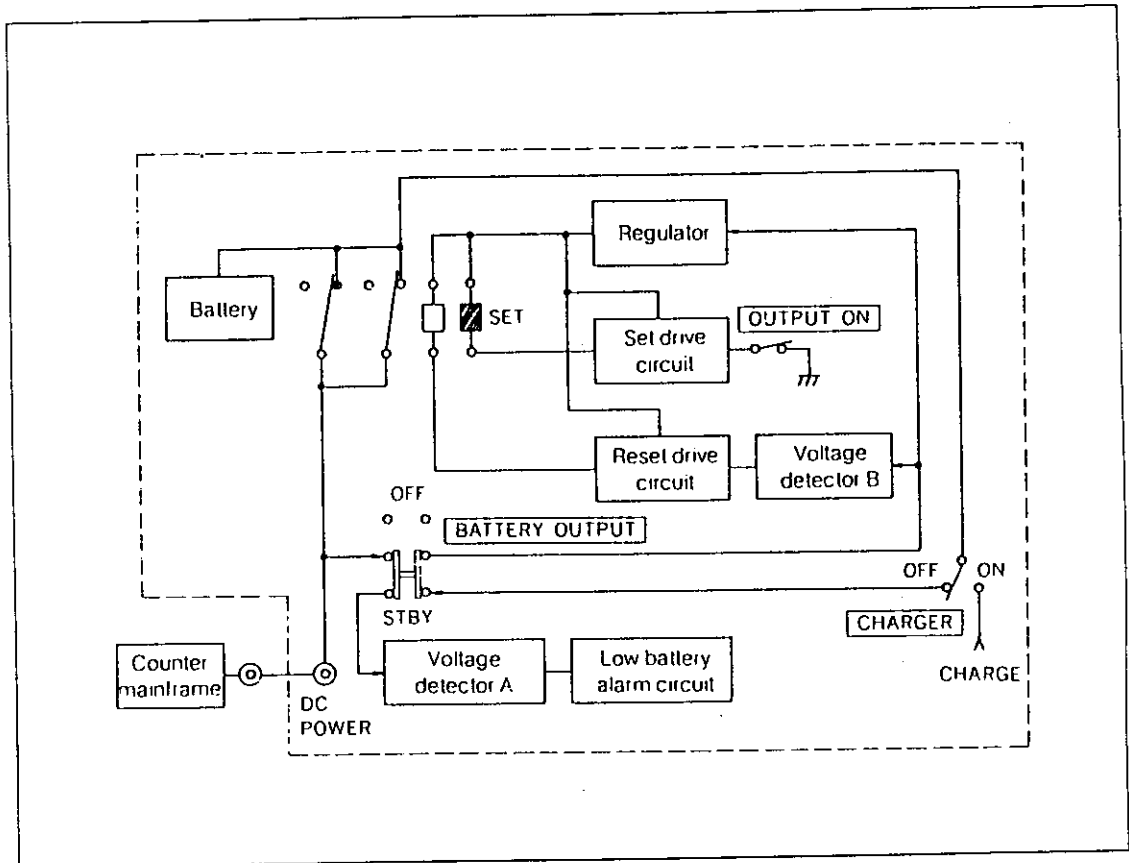 Regulator
Battery
SET
OUTPUT ON
Set drive
circuit
Reset drive
circuit
Voltage
detector B
OFF
BATTERY OUTPUT
OFF
ON
STBY
CHARGER
Counter
mainframe
Voltage
detector A
Low battery
alarm circuit
CHARGE
DC
POWER